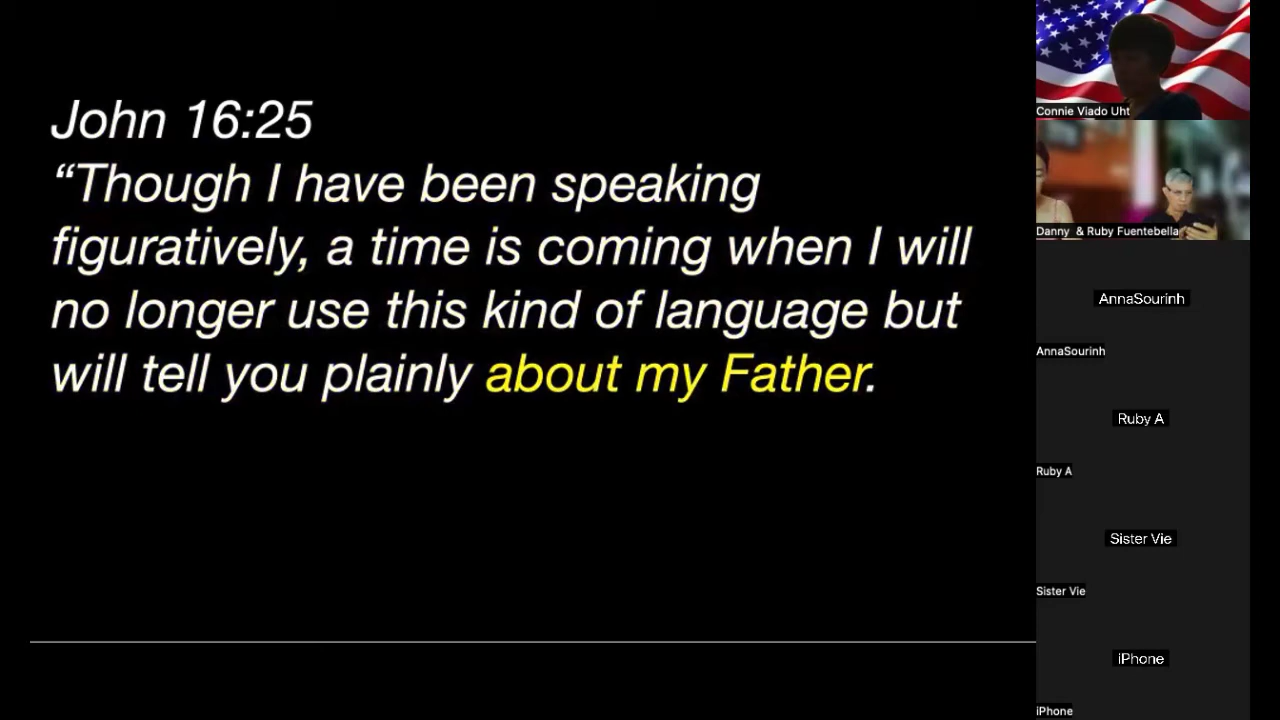 John 16:25
“Though I have been speaking
figuratively, a time is coming when I will
no longer use this kind of language but
will tell you plainly about my Father.
Connie Viado Uht
Danny & Ruby Fuentebella
AnnaSourinh
AnnaSourinh
Ruby A
Ruby A
Sister Vie
Sister Vie
iPhone
iPhone